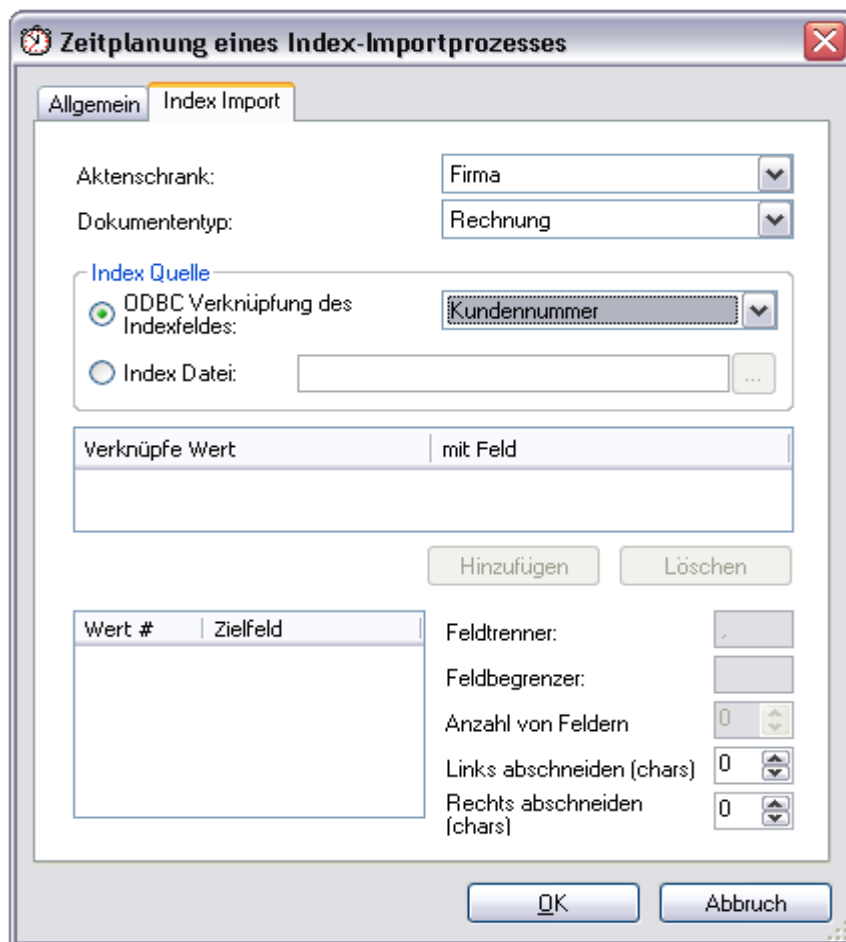 Zeitplanung eines Index-Importprozesses
Allgemein
Index Import
Aktenschrank:
Firma
Dokumententyp:
Rechnung
Index Quelle
ODBC Verknüpfung des
Indexfeldes:
Kundennummer
Index Datei:
...
Verknüpfe Wert
mit Feld
Hinzufügen
Löschen
Wert #
Zielfeld
Feldtrenner:
,
Feldbegrenzer:
Anzahl von Feldern
0
Links abschneiden (chars)
0
Rechts abschneiden
(chars)
0
OK
Abbruch